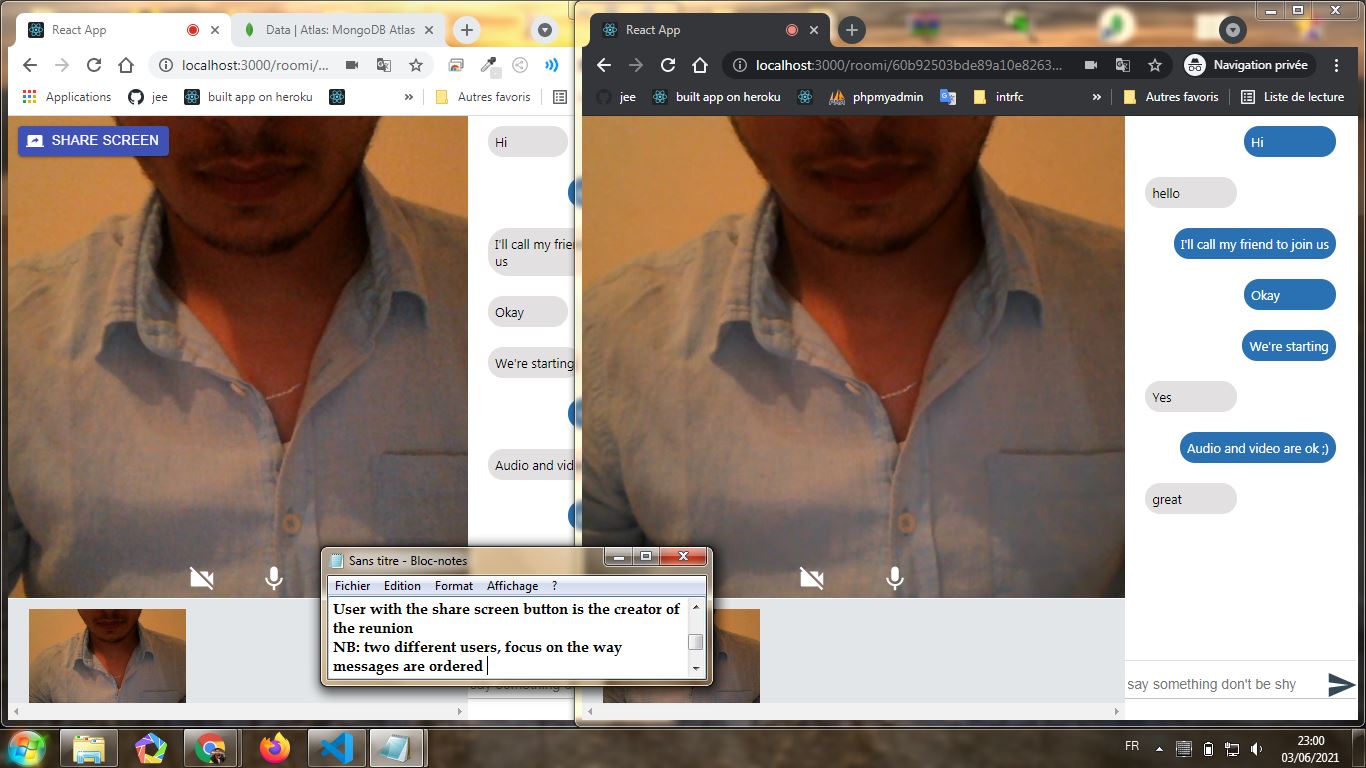 React App
Data | Atlas: MongoDB Atlas
localhost:3000/roomi/...
Applications
jee
built app on heroku
»
Autres favoris
SHARE SCREEN
Hi
I'll call my frie
us
Okay
We're starting
Audio and vid
React App
localhost:3000/roomi/60b92503bde89a10e8263...
Navigation privée
jee
built app on heroku
phpmyadmin
intrfc
»
Autres favoris
Liste de lecture
Hi
hello
I'll call my friend to join us
Okay
We're starting
Yes
Audio and video are ok ;)
great
say something don't be shy
Sans titre - Bloc-notes
Fichier Edition Format Affichage ?
User with the share screen button is the creator of
the reunion
NB: two different users, focus on the way
messages are ordered
FR
23:00
03/06/2021